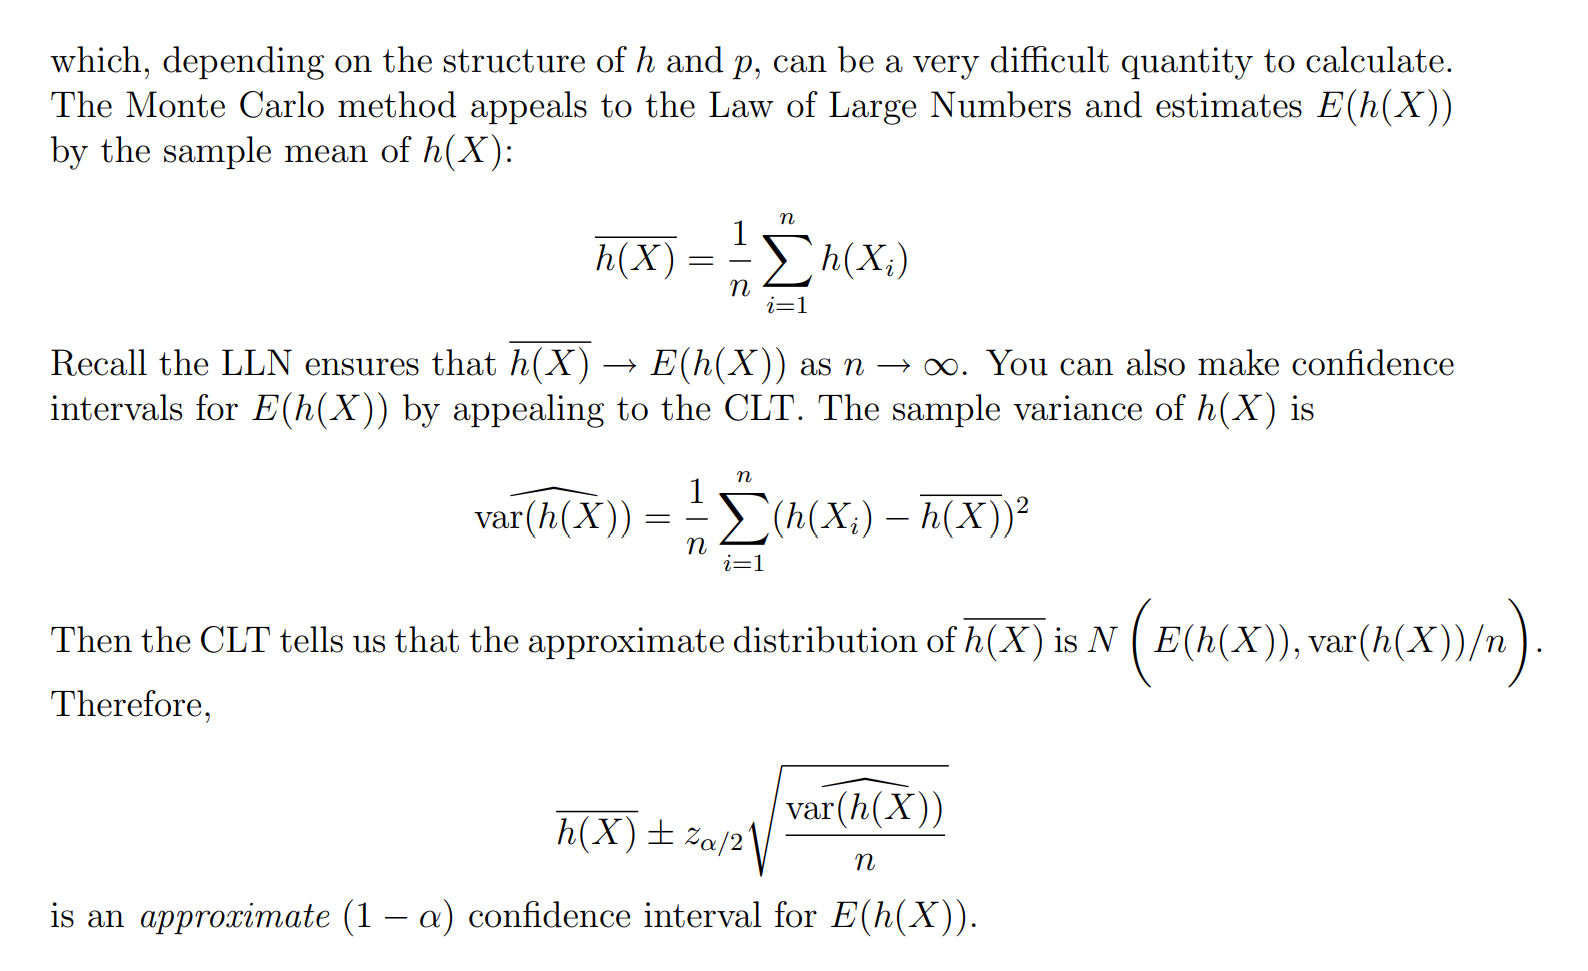 which, depending on the structure of h and p, can be a very difficult quantity to calculate.
The Monte Carlo method appeals to the Law of Large Numbers and estimates E(h(X))
by the sample mean of h(X):
$\overline{h(X)} = \frac{1}{n} \sum_{i=1}^{n} h(X_i)$
Recall the LLN ensures that $\overline{h(X)} \to E(h(X))$ as $n \to \infty$. You can also make confidence
intervals for E(h(X)) by appealing to the CLT. The sample variance of h(X) is
$\widehat{\text{var}(h(X))} = \frac{1}{n} \sum_{i=1}^{n} (h(X_i) - \overline{h(X)})^2$
Then the CLT tells us that the approximate distribution of $\overline{h(X)}$ is $N\left(E(h(X)), \text{var}(h(X))/n\right)$.
Therefore,
$\overline{h(X)} \pm z_{\alpha/2} \sqrt{\frac{\widehat{\text{var}(h(X))}}{n}}$
is an approximate $(1 - \alpha)$ confidence interval for E(h(X)).